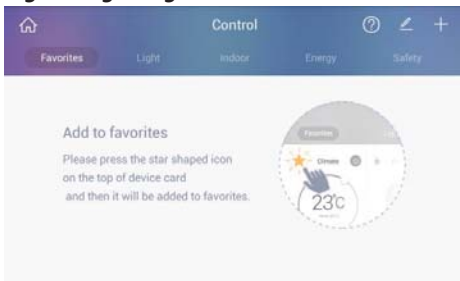 Control
Favorites Light Indoor Energy Safety
Add to favorites
Please press the star shaped icon
on the top of device card
and then it will be added to favorites.
Favorites
Climate
23°C